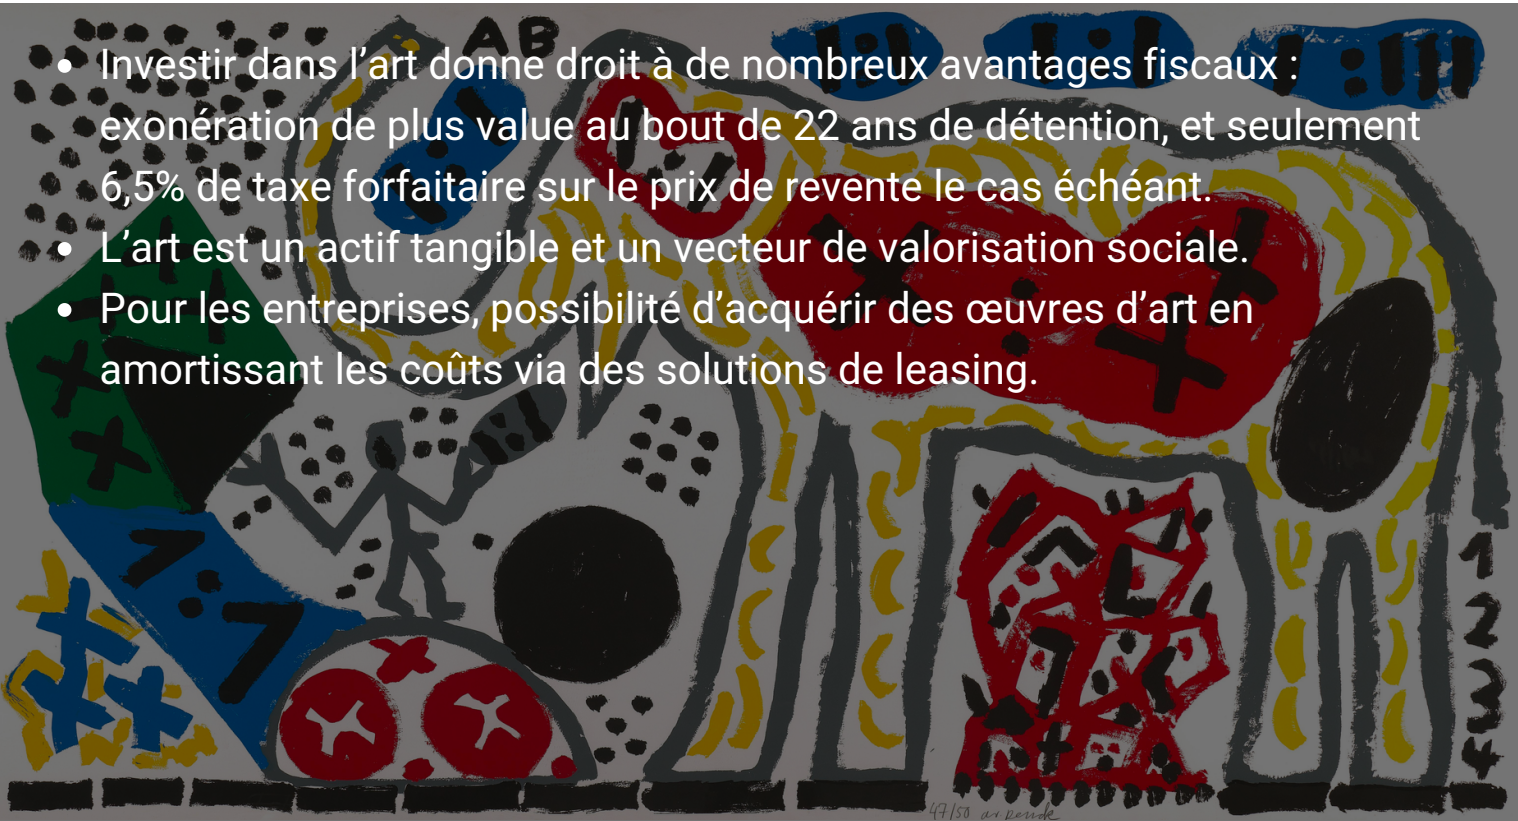 AB
• Investir dans l’art donne droit à de nombreux avantages fiscaux :
exonération de plus value au bout de 22 ans de détention, et seulement
6,5% de taxe forfaitaire sur le prix de revente le cas échéant.
• L’art est un actif tangible et un vecteur de valorisation sociale.
• Pour les entreprises, possibilité d’acquérir des œuvres d’art en
amortissant les coûts via des solutions de leasing.
1
2
3
4
47/50 ar. penck